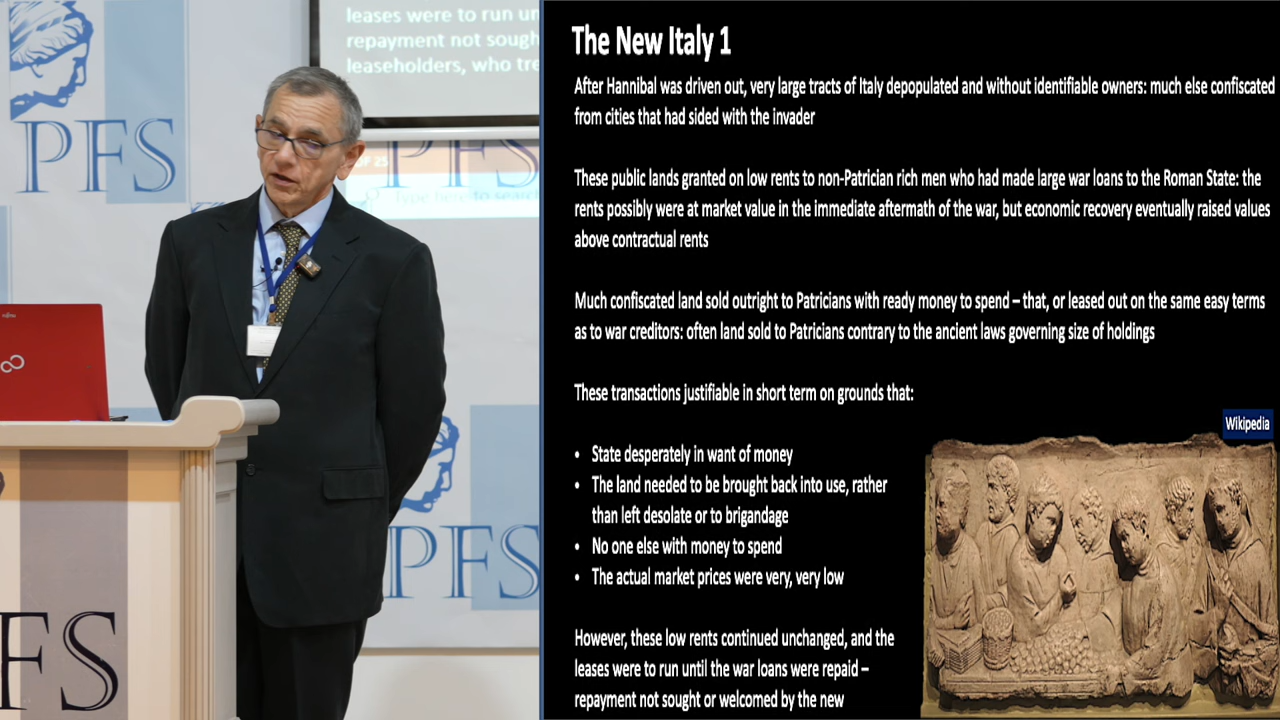 leases were to run un
repayment not sough
leaseholders, who tre
PFS
PFS
OF 25
Type here to search
PFS
FS
fujitsu
The New Italy 1
After Hannibal was driven out, very large tracts of Italy depopulated and without identifiable owners: much else confiscated
from cities that had sided with the invader
These public lands granted on low rents to non-Patrician rich men who had made large war loans to the Roman State: the
rents possibly were at market value in the immediate aftermath of the war, but economic recovery eventually raised values
above contractual rents
Much confiscated land sold outright to Patricians with ready money to spend – that, or leased out on the same easy terms
as to war creditors: often land sold to Patricians contrary to the ancient laws governing size of holdings
These transactions justifiable in short term on grounds that:
• State desperately in want of money
• The land needed to be brought back into use, rather
than left desolate or to brigandage
• No one else with money to spend
• The actual market prices were very, very low
Wikipedia
However, these low rents continued unchanged, and the
leases were to run until the war loans were repaid –
repayment not sought or welcomed by the new